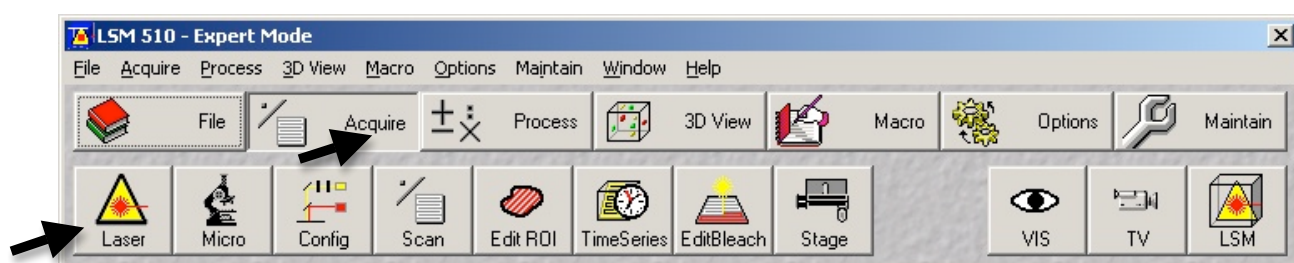 LSM 510 - Expert Mode
File Acquire Process 3D View Macro Options Maintain Window Help
File Acquire Process 3D View Macro Options Maintain
Laser Micro Config Scan Edit ROI TimeSeries EditBleach Stage VIS TV LSM